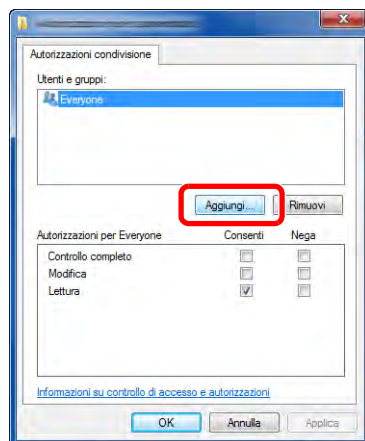 Autorizzazioni condivisione
Utenti e gruppi:
Everyone
Aggiungi... Rimuovi
Autorizzazioni per Everyone Consenti Nega
Controllo completo
Modifica
Lettura
Informazioni su controllo di accesso e autorizzazioni
OK Annulla Applica